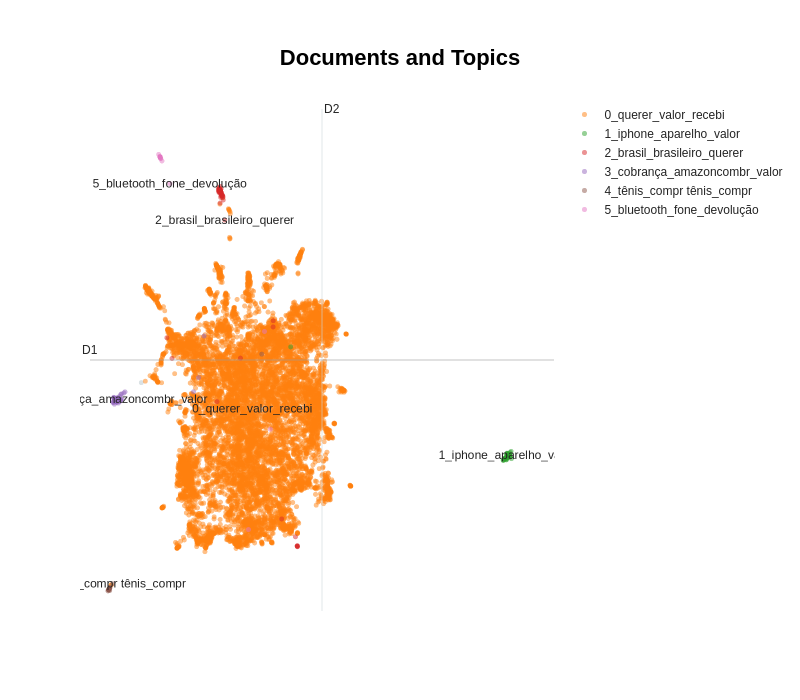 Documents and Topics
D2
0_querer_valor_recebi
1_iphone_aparelho_valor
2_brasil_brasileiro_querer
3_cobrança_amazoncombr_valor
4_tênis_compr tênis_compr
5_bluetooth_fone_devolução
5_bluetooth_fone_devolução
2_brasil_brasileiro_querer
D1
ça_amazoncombr_valor
0_querer_valor_recebi
1_iphone_aparelho_va
_compr tênis_compr